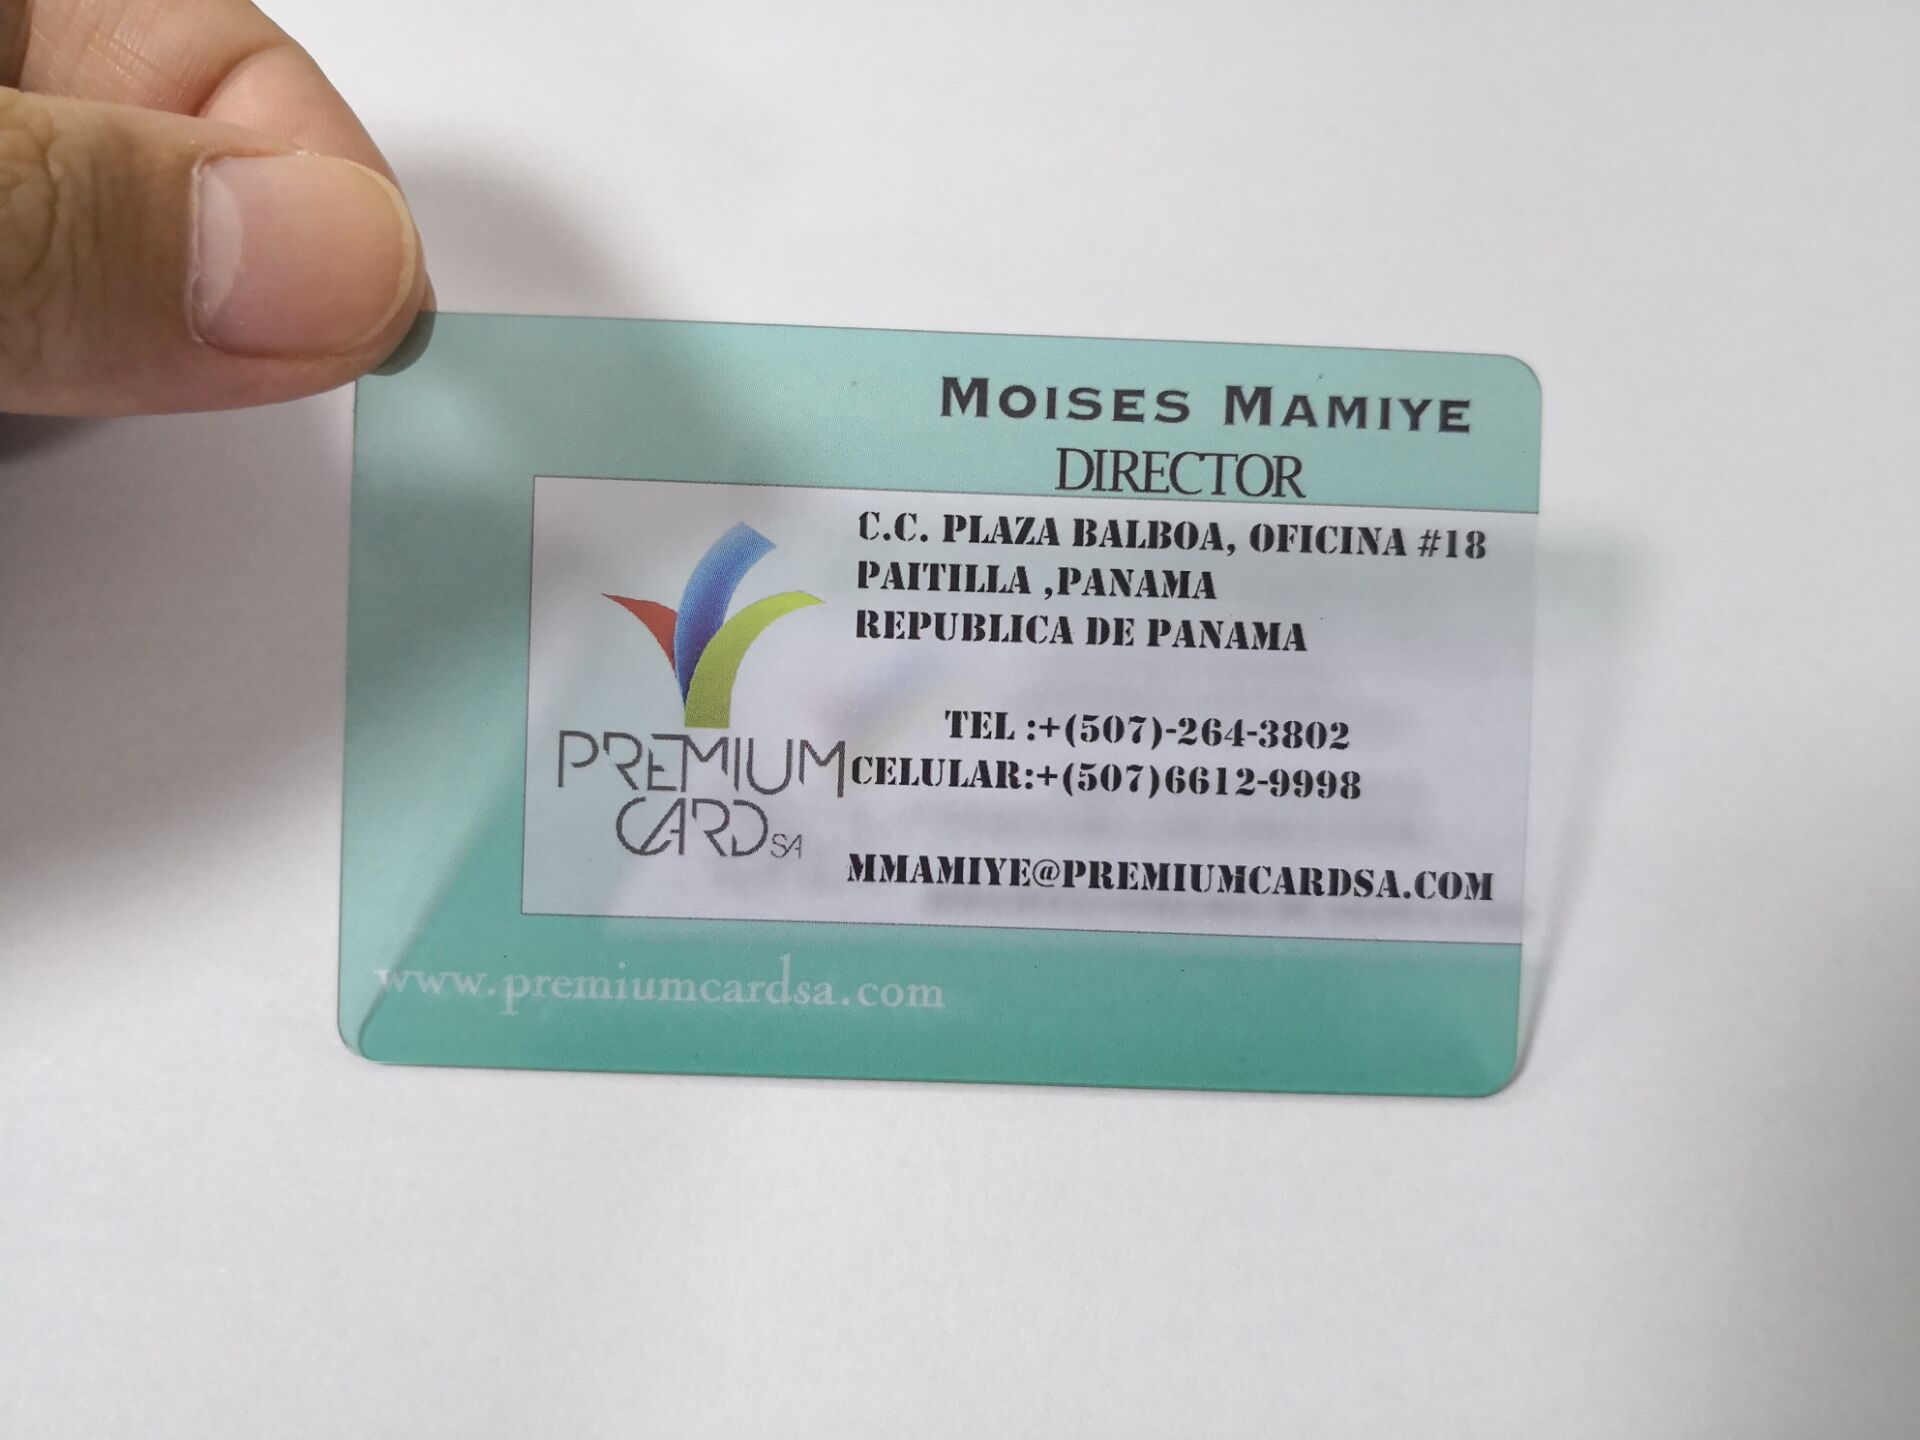 MOISES MAMIYE
DIRECTOR
C.C. PLAZA BALBOA, OFICINA #18
PAITILLA ,PANAMA
REPUBLICA DE PANAMA
TEL :+(507)-264-3802
CELULAR:+(507)6612-9998
MMAMIYE@PREMIUMCARDSA.COM
PREMIUM
CARD SA
www.premiumcardsa.com